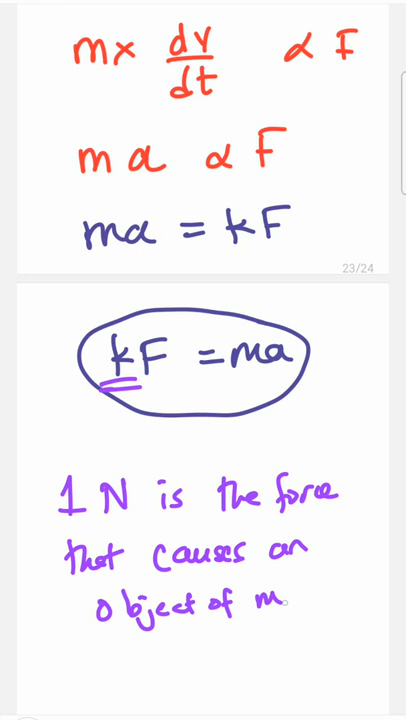 m× dv/dt ∝ F
ma ∝ F
ma = kF
23/24
kF = ma
1 N is the force
that causes an
object of m